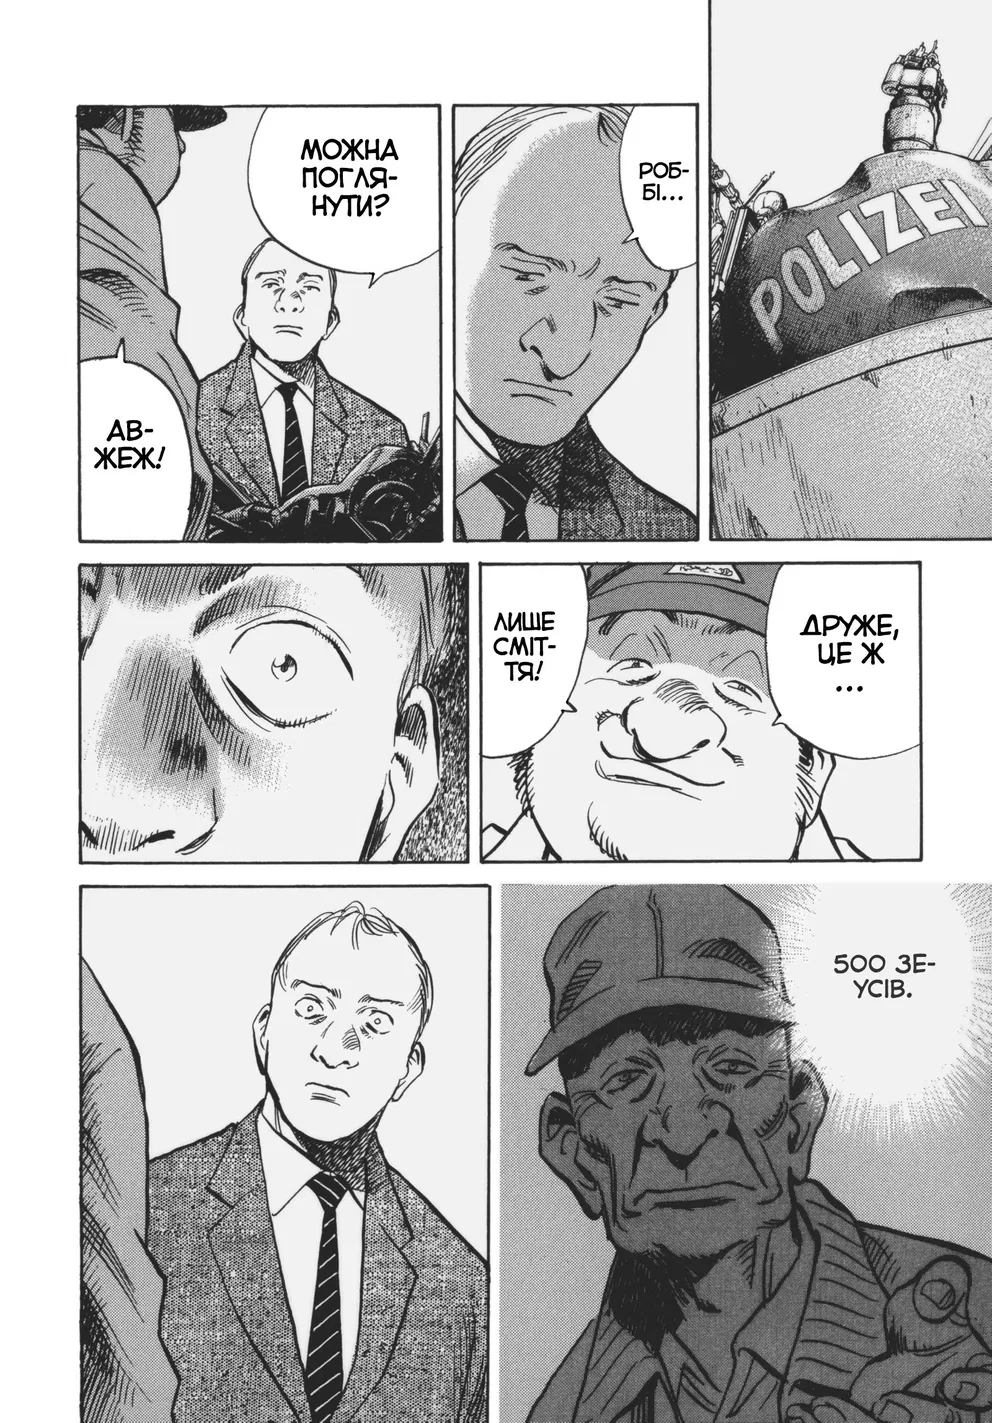 POLIZEI
РОБ-
БІ...
МОЖНА
ПОГЛЯ-
НУТИ?
АВ-
ЖЕЖ!
ДРУЖЕ,
ЦЕ Ж
...
ЛИШЕ
СМІТ-
ТЯ!
500 ЗЕ-
УСІВ.